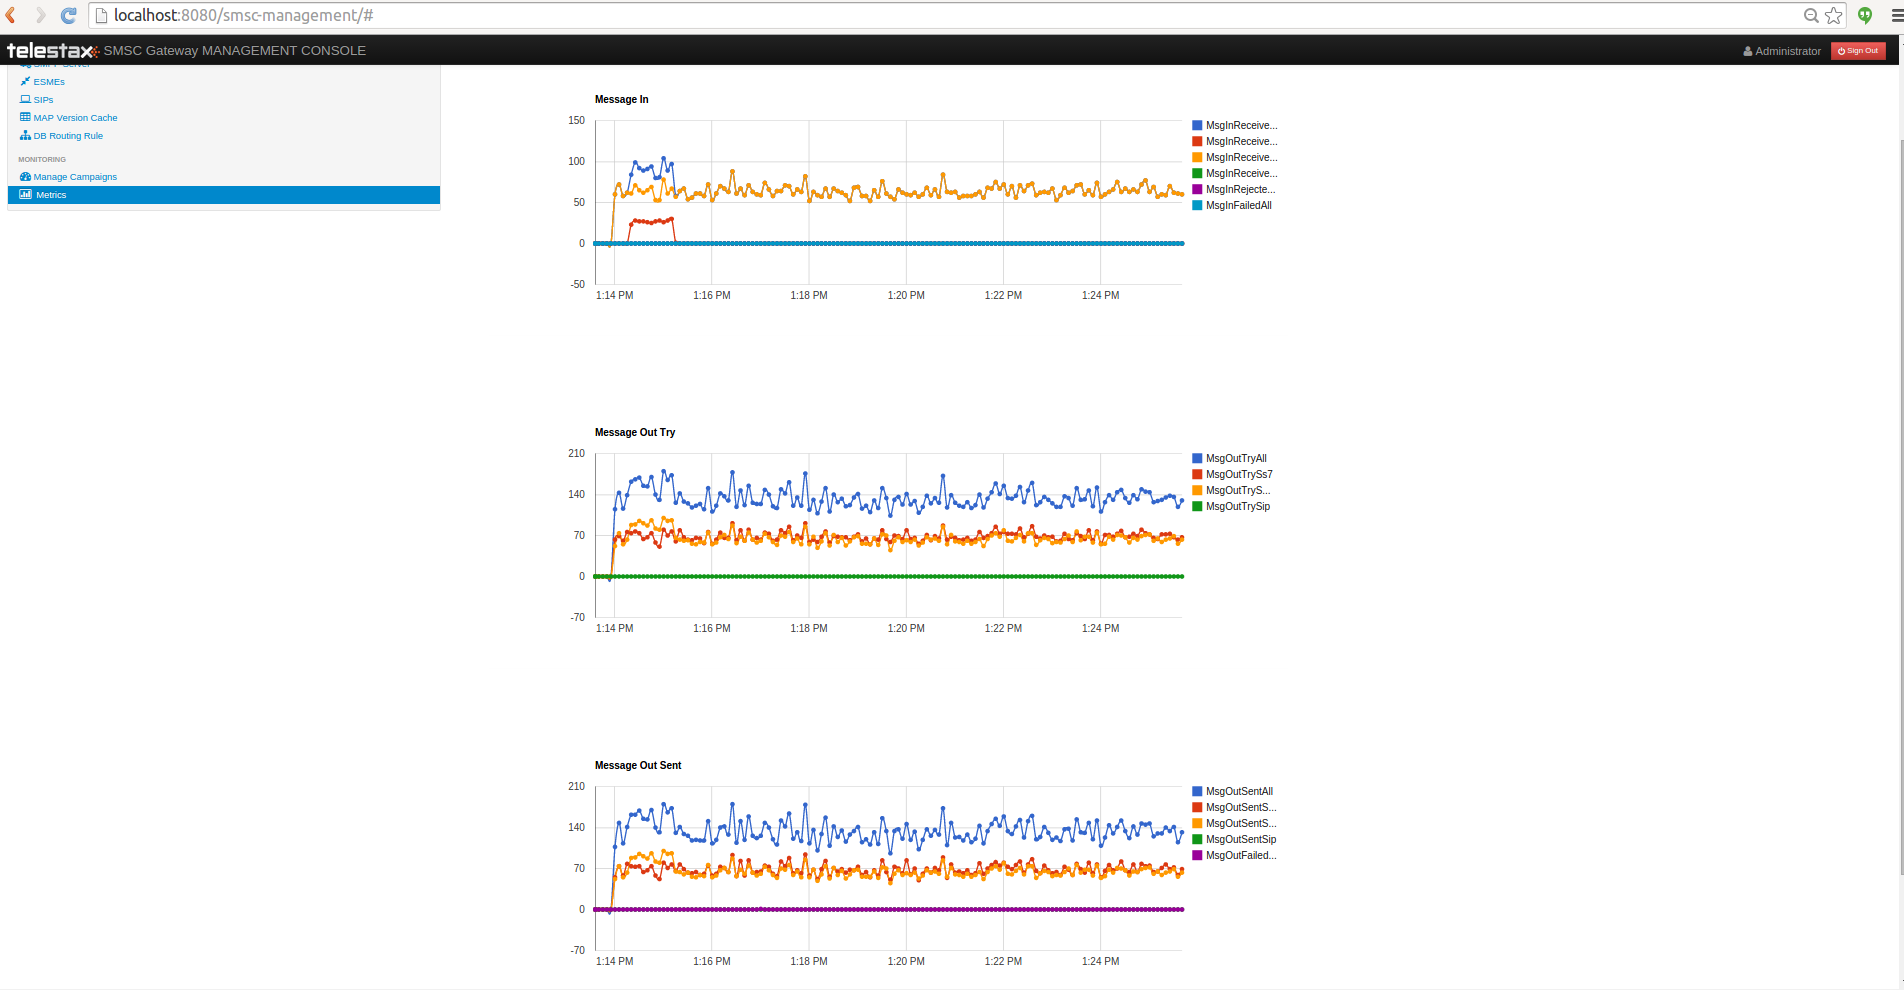 localhost:8080/smsc-management/#
telestax SMSC Gateway MANAGEMENT CONSOLE
Administrator
Sign Out
SMPP Server
ESMEs
SIPs
MAP Version Cache
DB Routing Rule
MONITORING
Manage Campaigns
Metrics
Message In
150
100
50
0
-50
1:14 PM 1:16 PM 1:18 PM 1:20 PM 1:22 PM 1:24 PM
MsgInReceive...
MsgInReceive...
MsgInReceive...
MsgInReceive...
MsgInRejecte...
MsgInFailedAll
Message Out Try
210
140
70
0
-70
1:14 PM 1:16 PM 1:18 PM 1:20 PM 1:22 PM 1:24 PM
MsgOutTryAll
MsgOutTrySs7
MsgOutTryS...
MsgOutTrySip
Message Out Sent
210
140
70
0
-70
1:14 PM 1:16 PM 1:18 PM 1:20 PM 1:22 PM 1:24 PM
MsgOutSentAll
MsgOutSentS...
MsgOutSentS...
MsgOutSentSip
MsgOutFailed...